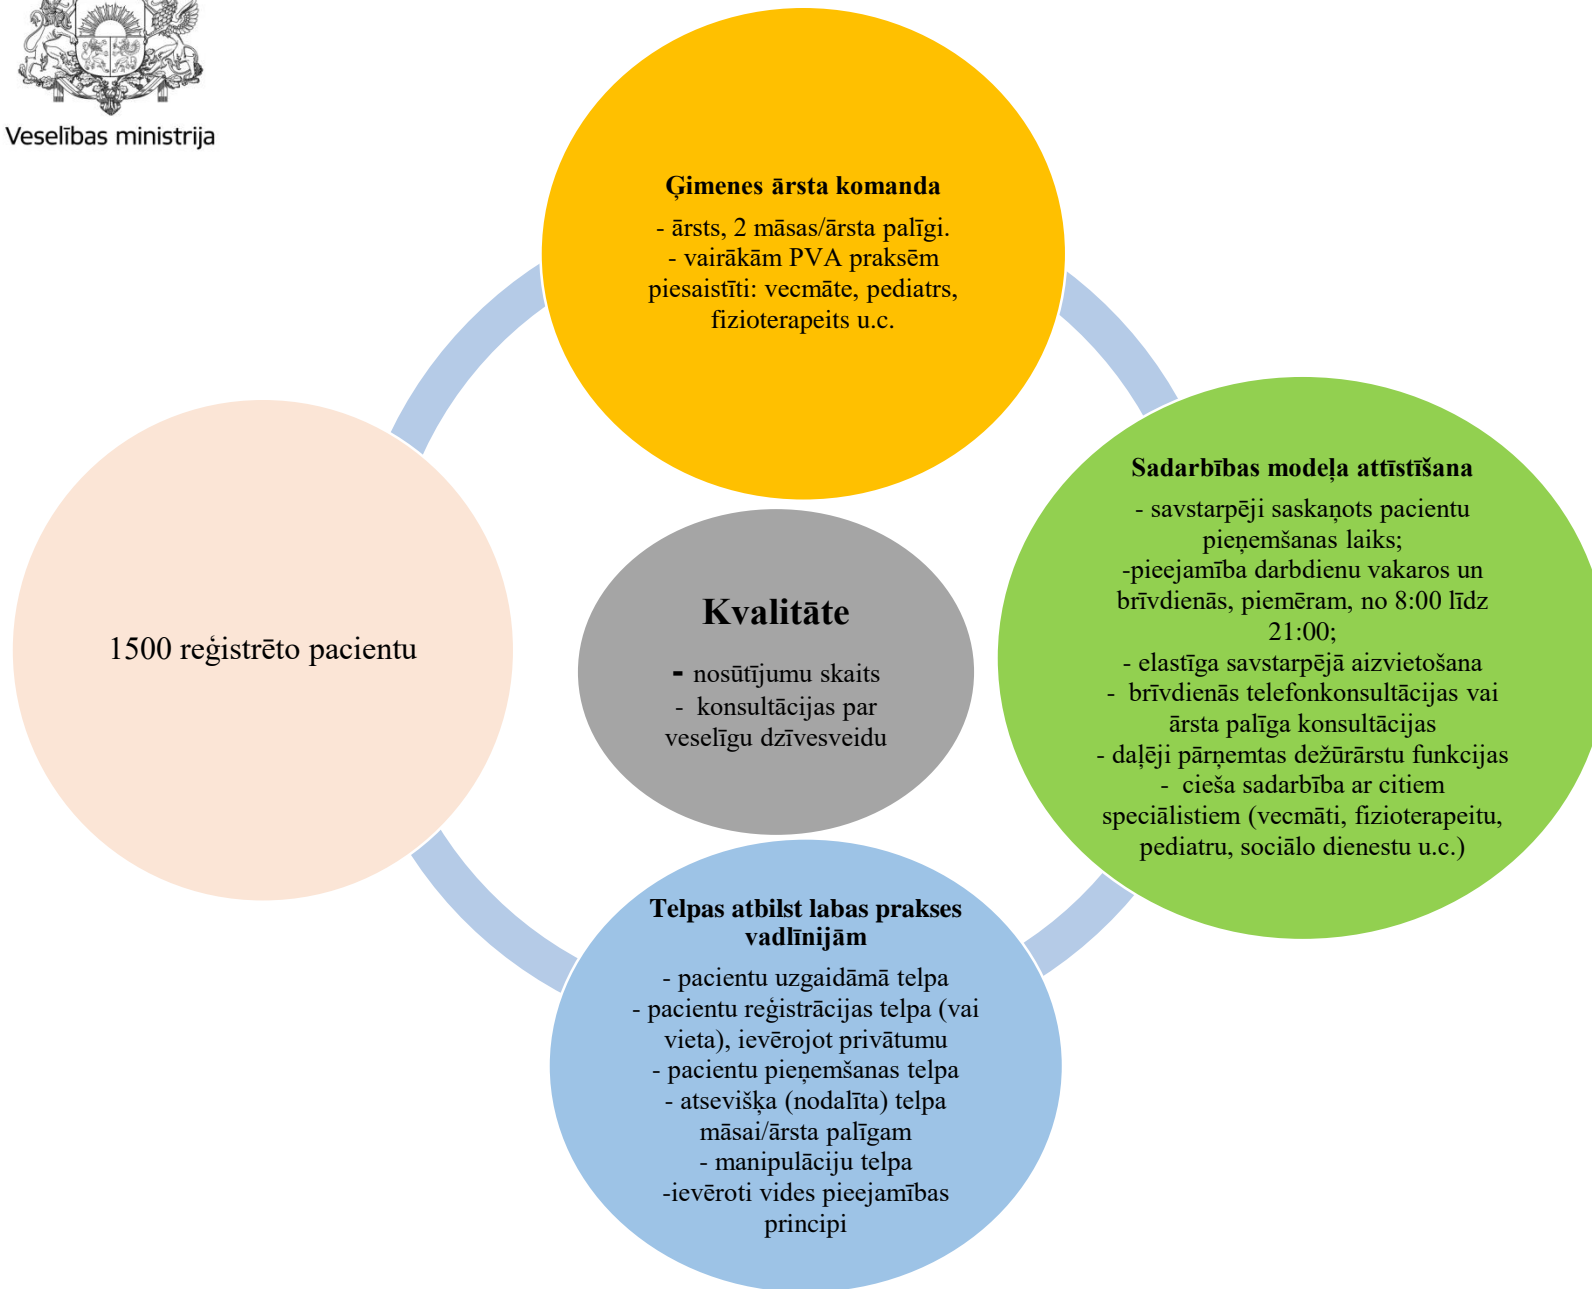 Veselības ministrija
Ģimenes ārsta komanda
- ārsts, 2 māsas/ārsta palīgi.
- vairākām PVA praksēm
piesaistīti: vecmāte, pediatrs,
fizioterapeits u.c.
Sadarbības modeļa attīstīšana
- savstarpēji saskaņots pacientu
pieņemšanas laiks;
-pieejamība darbdienu vakaros un
brīvdienās, piemēram, no 8:00 līdz
21:00;
- elastīga savstarpējā aizvietošana
- brīvdienās telefonkonsultācijas vai
ārsta palīga konsultācijas
- daļēji pārņemtas dežūrārstu funkcijas
- cieša sadarbība ar citiem
speciālistiem (vecmāti, fizioterapeitu,
pediatru, sociālo dienestu u.c.)
1500 reģistrēto pacientu
Kvalitāte
- nosūtījumu skaits
- konsultācijas par
veselīgu dzīvesveidu
Telpas atbilst labas prakses
vadlīnijām
- pacientu uzgaidāmā telpa
- pacientu reģistrācijas telpa (vai
vieta), ievērojot privātumu
- pacientu pieņemšanas telpa
- atsevišķa (nodalīta) telpa
māsai/ārsta palīgam
- manipulāciju telpa
-ievēroti vides pieejamības
principi